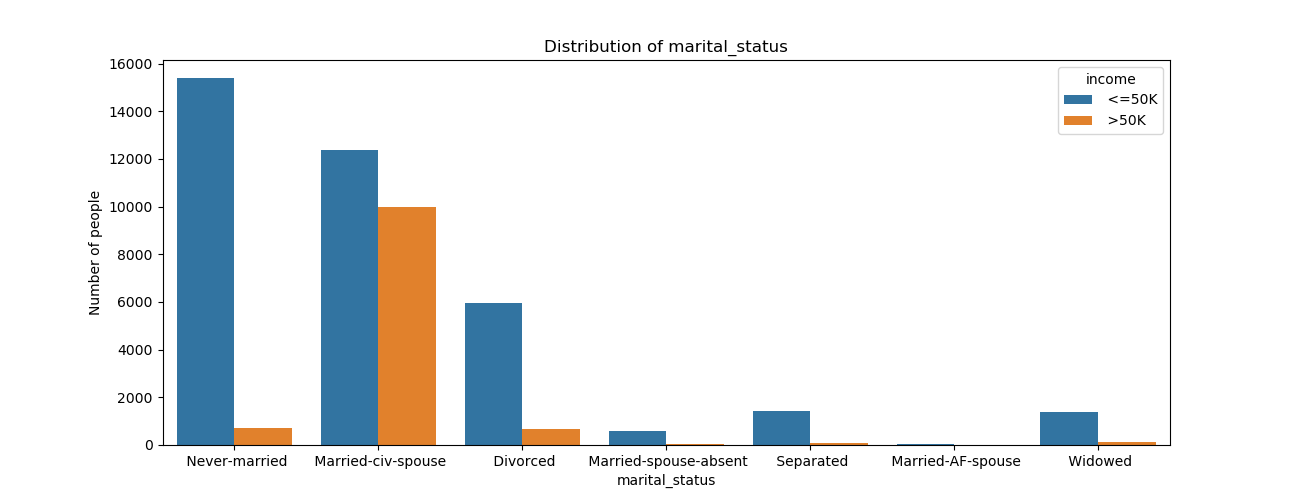 Distribution of marital_status
income
<=50K
>50K
Number of people
16000
14000
12000
10000
8000
6000
4000
2000
0
Never-married Married-civ-spouse Divorced Married-spouse-absent Separated Married-AF-spouse Widowed
marital_status